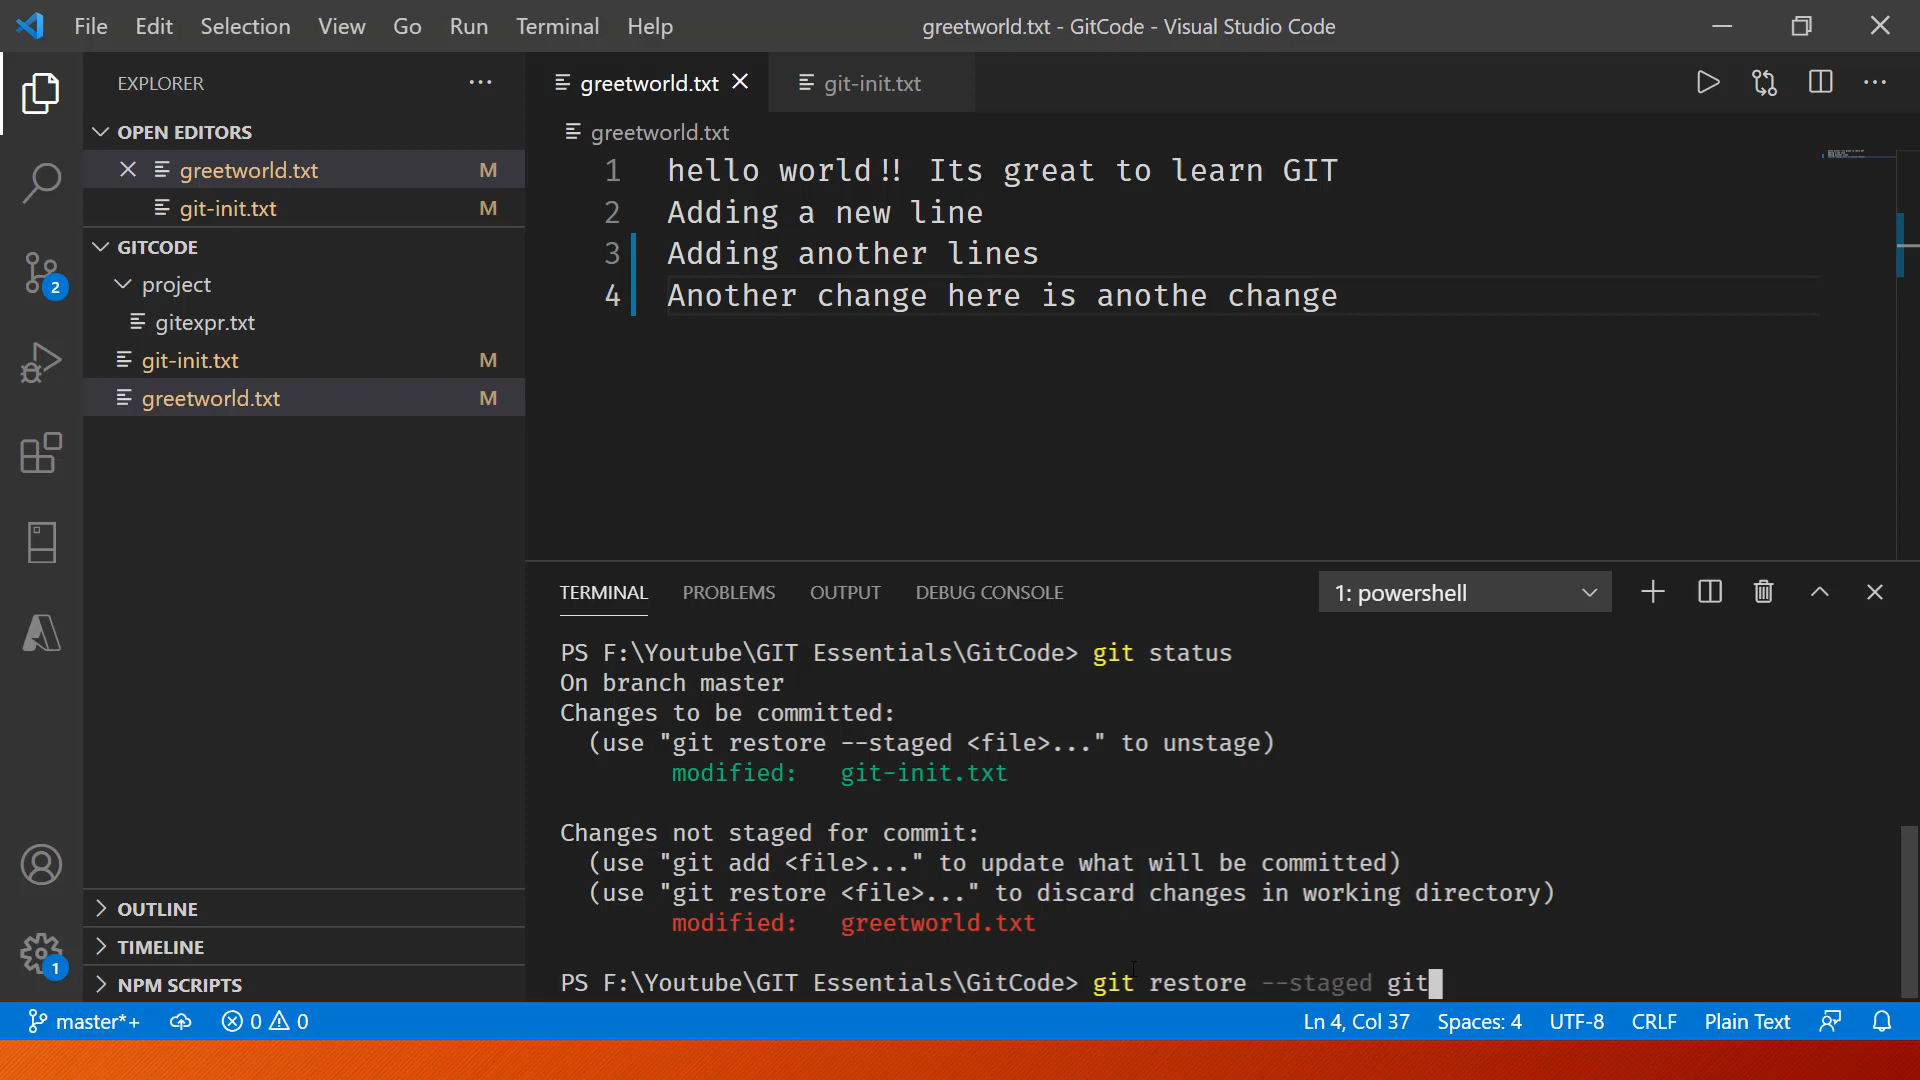 File Edit Selection View Go Run Terminal Help greetworld.txt - GitCode - Visual Studio Code
EXPLORER ...
OPEN EDITORS
greetworld.txt M
git-init.txt M
GITCODE
project
gitexpr.txt
git-init.txt M
greetworld.txt M
2
1
OUTLINE
TIMELINE
NPM SCRIPTS
greetworld.txt git-init.txt
greetworld.txt
1 hello world!! Its great to learn GIT
2 Adding a new line
3 Adding another lines
4 Another change here is anothe change
TERMINAL PROBLEMS OUTPUT DEBUG CONSOLE 1: powershell
PS F:\Youtube\GIT Essentials\GitCode> git status
On branch master
Changes to be committed:
(use "git restore --staged <file>..." to unstage)
modified: git-init.txt
Changes not staged for commit:
(use "git add <file>..." to update what will be committed)
(use "git restore <file>..." to discard changes in working directory)
modified: greetworld.txt
PS F:\Youtube\GIT Essentials\GitCode> git restore --staged git
master*+ 0 0 Ln 4, Col 37 Spaces: 4 UTF-8 CRLF Plain Text